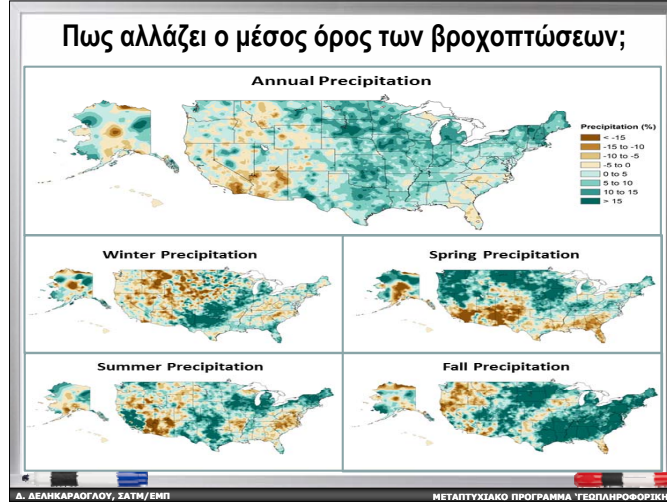 Πως αλλάζει ο μέσος όρος των βροχοπτώσεων;
Annual Precipitation
Precipitation (%)
< -15
-15 to -10
-10 to -5
-5 to 0
0 to 5
5 to 10
10 to 15
> 15
Winter Precipitation
Spring Precipitation
Summer Precipitation
Fall Precipitation
Δ. ΔΕΛΗΚΑΡΑΟΓΛΟΥ, ΣΑΤΜ/ΕΜΠ
ΜΕΤΑΠΤΥΧΙΑΚΟ ΠΡΟΓΡΑΜΜΑ ‘ΓΕΩΠΛΗΡΟΦΟΡΙΚΗ